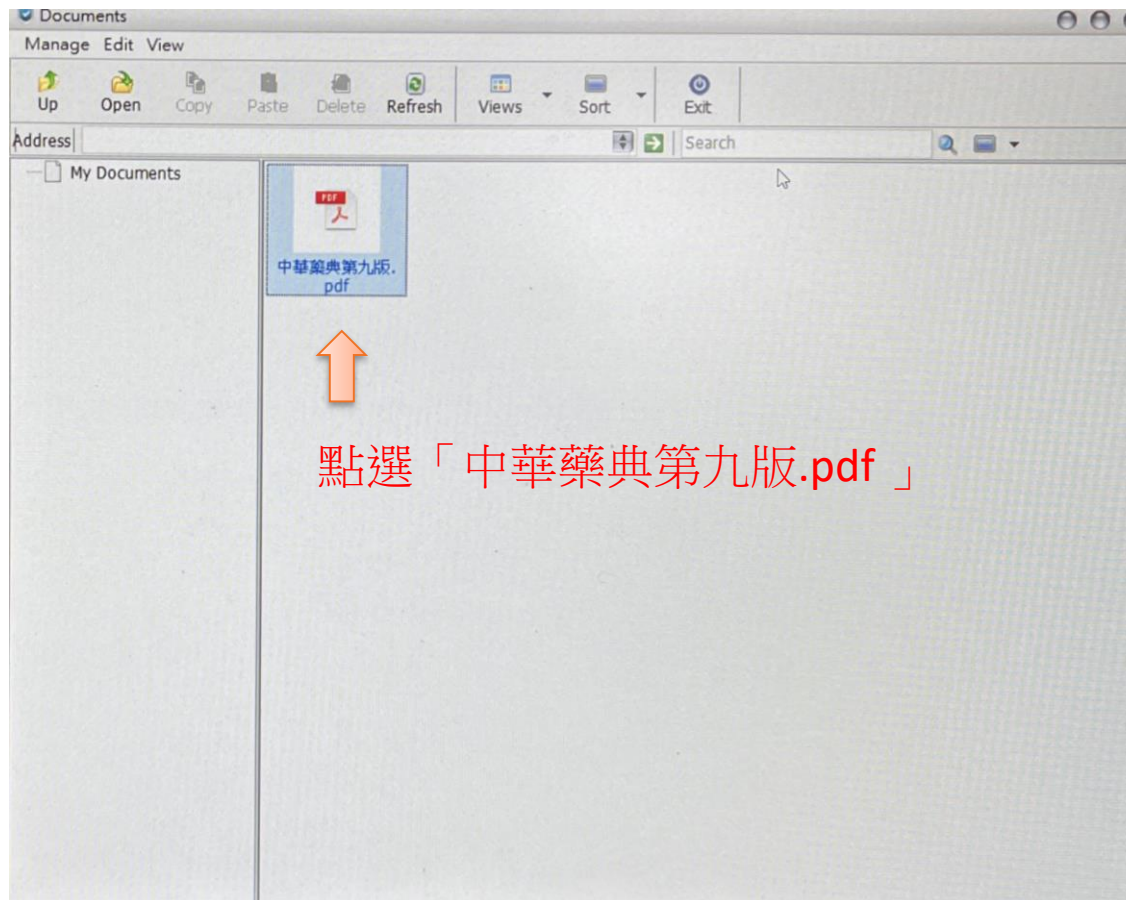 Documents
Manage Edit View
Up Open Copy Paste Delete Refresh Views Sort Exit
Address Search
My Documents
PDF
中華藥典第九版.
pdf
點選「中華藥典第九版.pdf 」